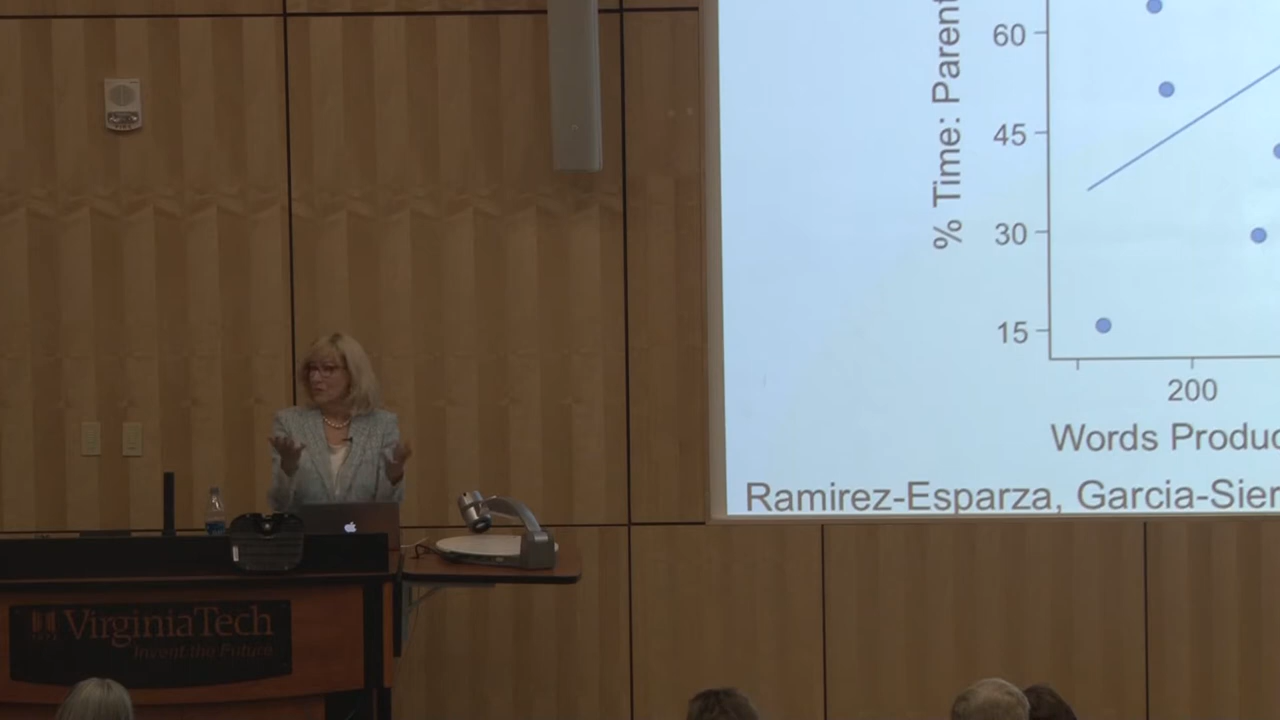 60
% Time: Parent
45
30
15
200
Words Produc
Ramirez-Esparza, Garcia-Sier
VirginiaTech
Invent the Future